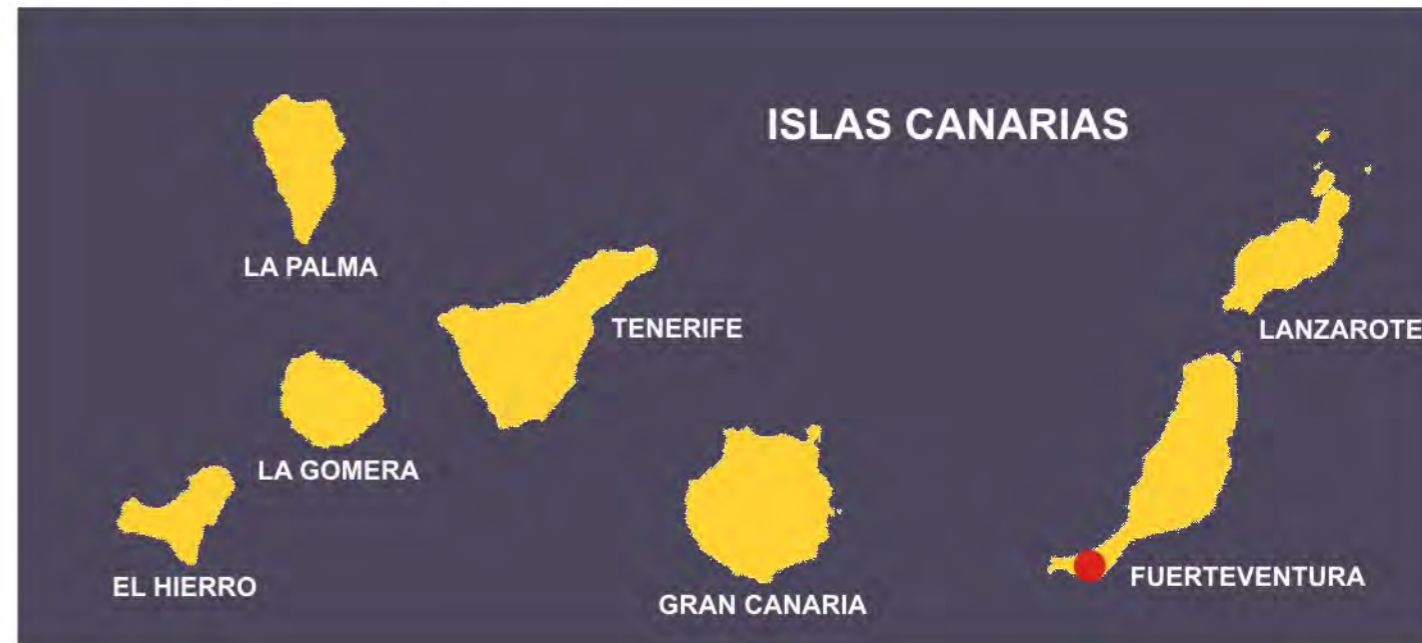 ISLAS CANARIAS
LA PALMA
TENERIFE
LANZAROTE
LA GOMERA
EL HIERRO
GRAN CANARIA
FUERTEVENTURA